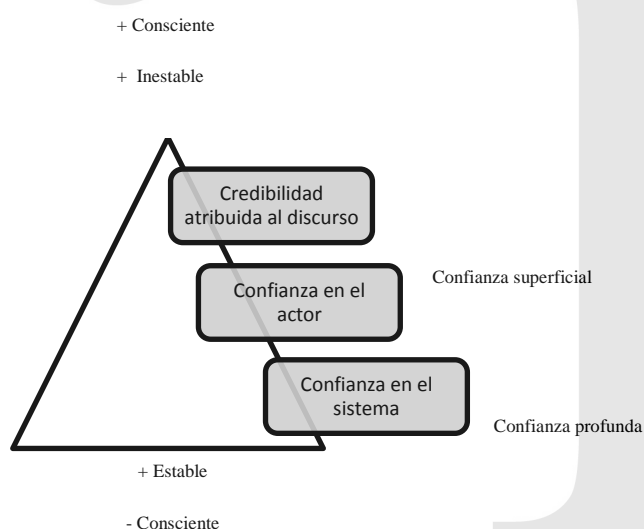 + Consciente
+ Inestable
Credibilidad
atribuida al discurso
Confianza en el
actor
Confianza superficial
Confianza en el
sistema
Confianza profunda
+ Estable
- Consciente